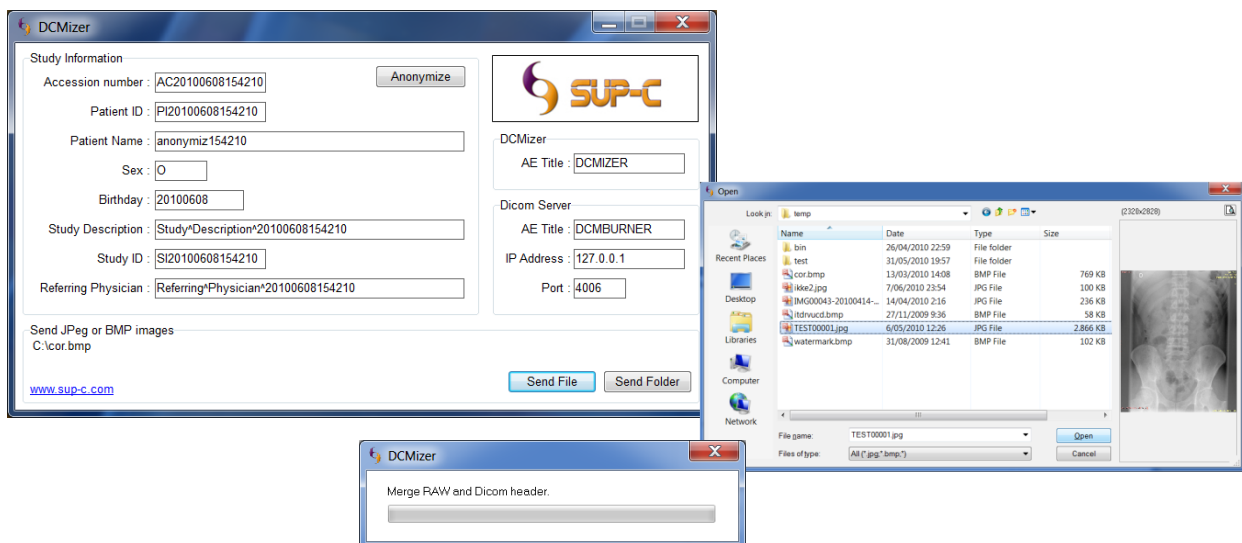 DCMizer
Study Information
Accession number : AC20100608154210
Anonymize
Patient ID : PI20100608154210
Patient Name : anonymiz154210
Sex : O
Birthday : 20100608
Study Description : Study^Description^20100608154210
Study ID : SI20100608154210
Referring Physician : Referring^Physician^20100608154210
SUP-C
DCMizer
AE Title : DCMIZER
Dicom Server
AE Title : DCMBURNER
IP Address : 127.0.0.1
Port : 4006
Send JPeg or BMP images
C:\cor.bmp
www.sup-c.com
Send File
Send Folder
Open
Look in: temp
(2328x2828)
Recent Places
Desktop
Libraries
Computer
Network
Name Date Type Size
bin 26/04/2010 22:59 File folder
test 31/05/2010 19:57 File folder
cor.bmp 13/03/2010 14:08 BMP File 769 KB
ikke2.jpg 7/06/2010 23:54 JPG File 100 KB
IMG00043-20100414-... 14/04/2010 2:16 JPG File 236 KB
itdrvucd.bmp 27/11/2009 9:36 BMP File 58 KB
TEST00001.jpg 6/05/2010 12:26 JPG File 2.866 KB
watermark.bmp 31/08/2009 12:41 BMP File 102 KB
File name: TEST00001.jpg
Open
Files of type: All (*.jpg;*.bmp;*)
Cancel
DCMizer
Merge RAW and Dicom header.